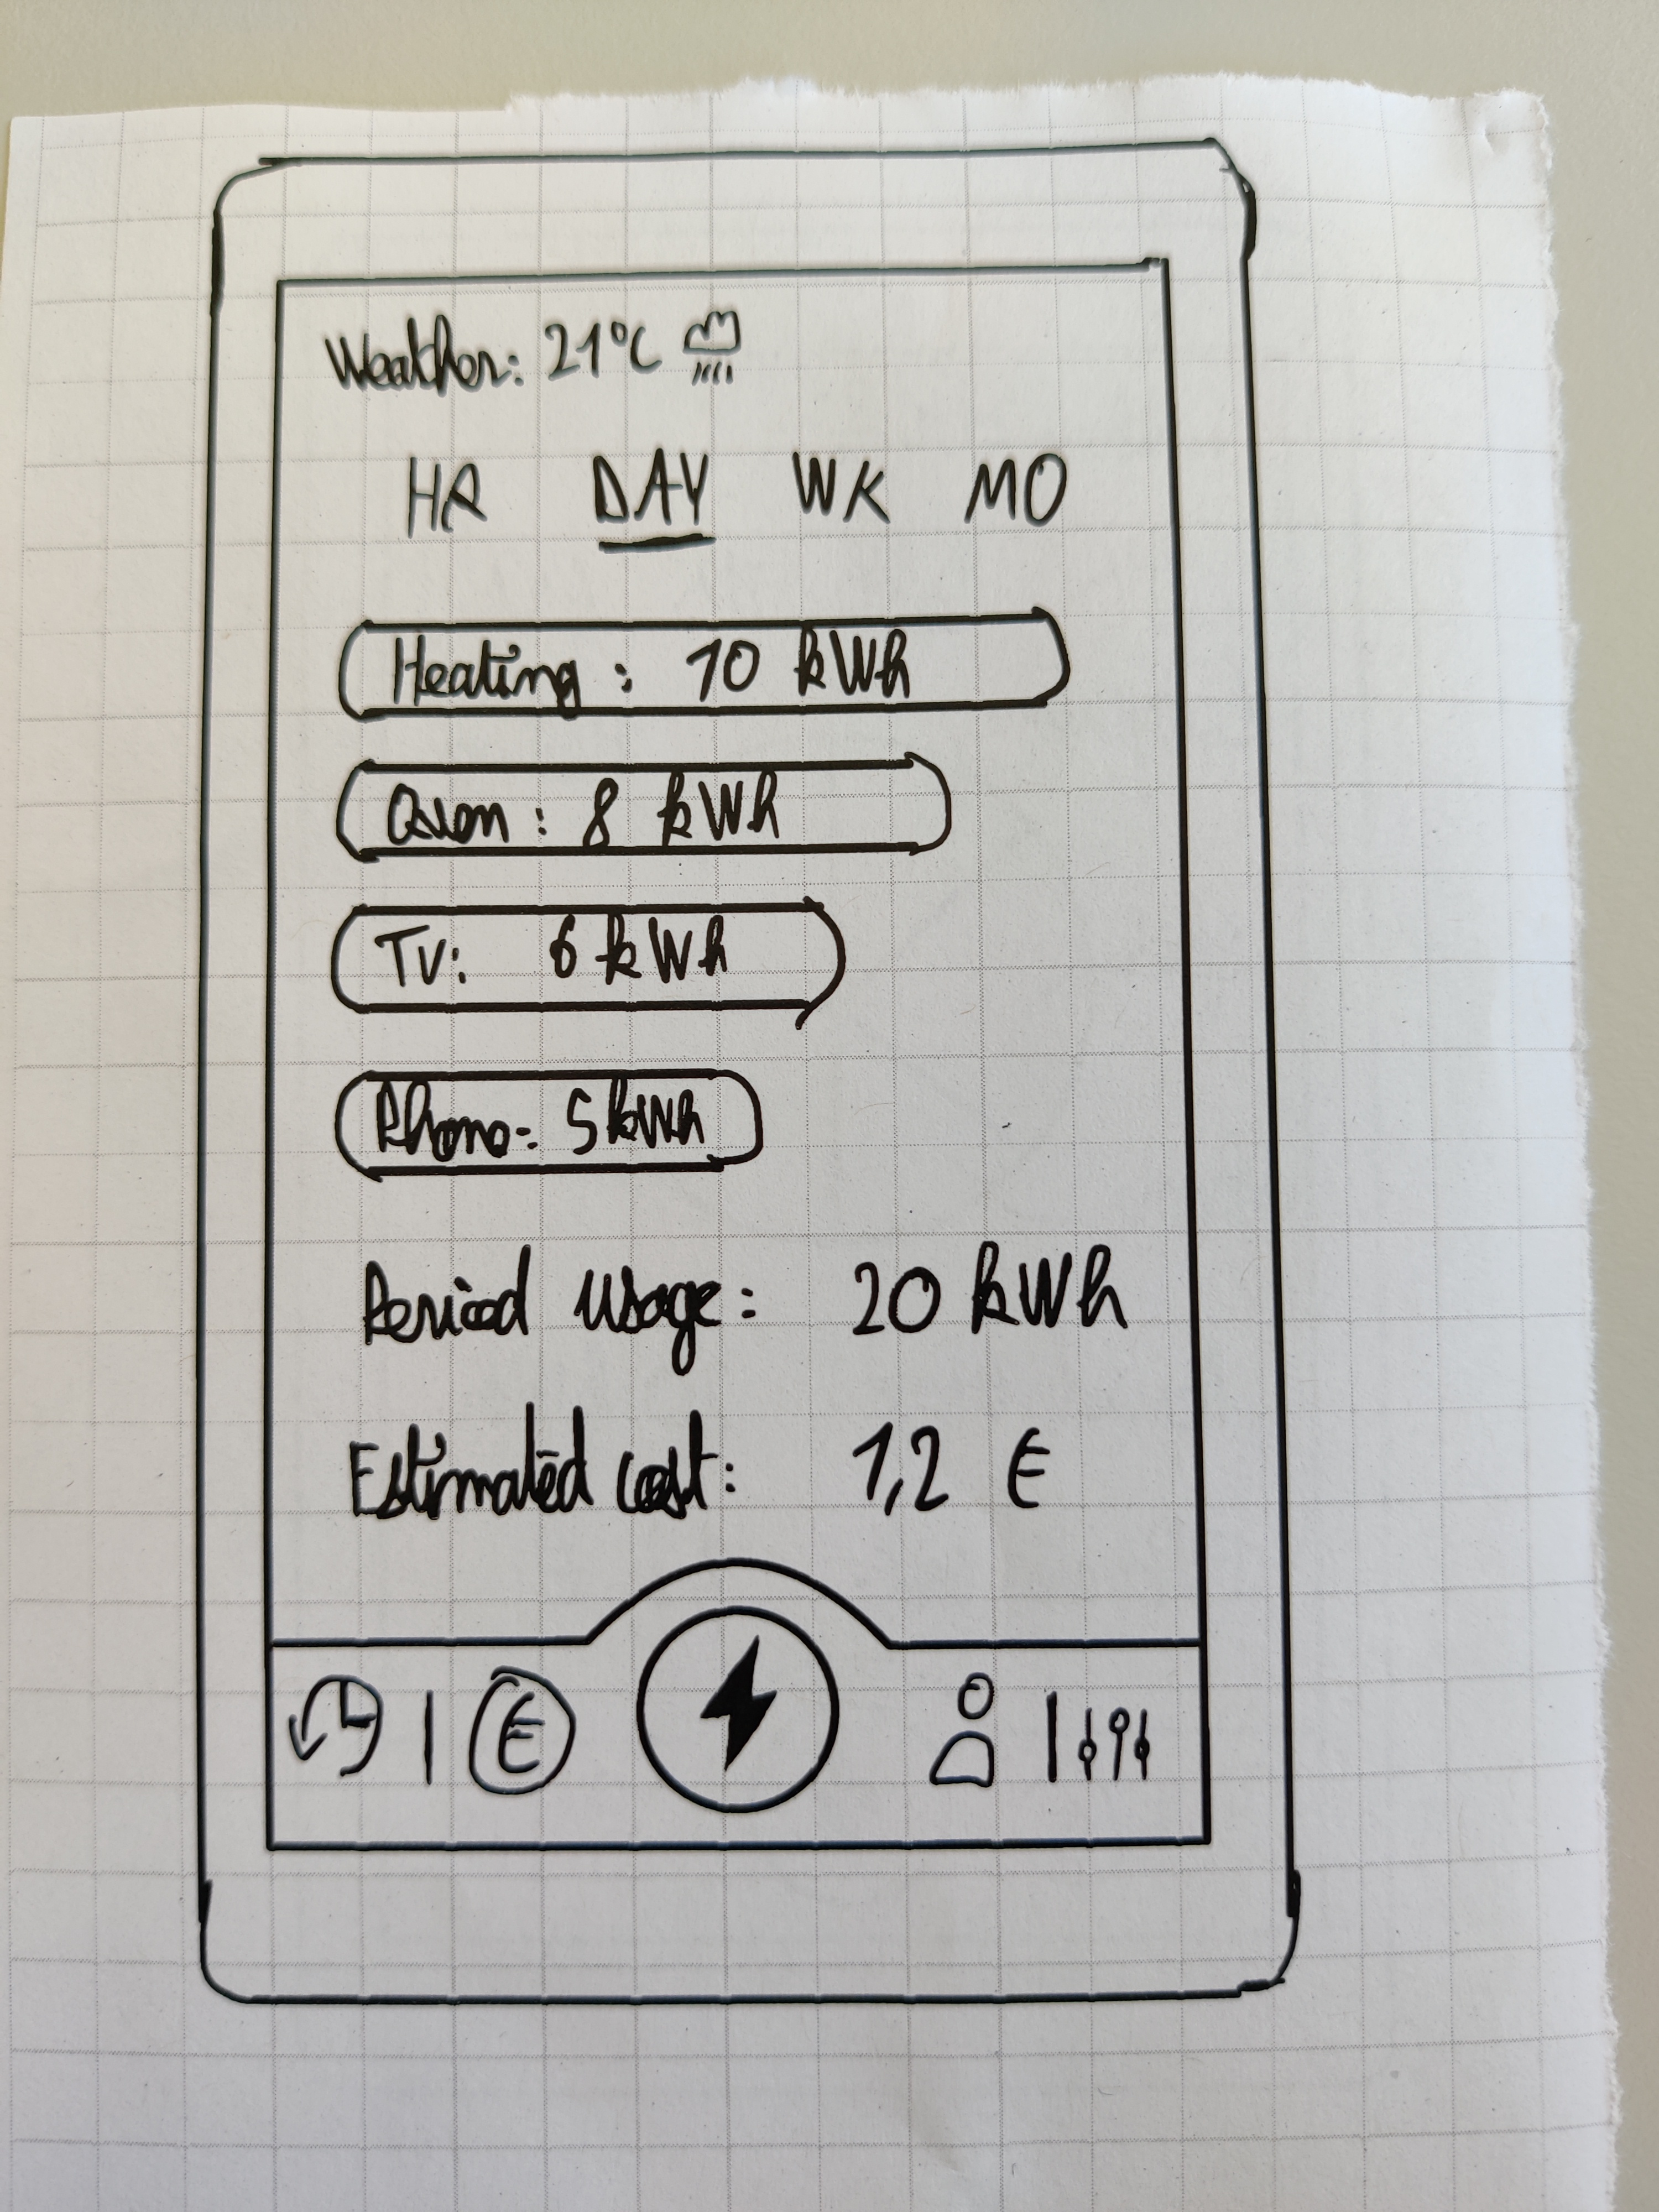 Weather: 21°C
HR DAY WK MO
Heating: 10 kWh
Oven: 8 kWh
TV: 6 kWh
Phone: 5 kWh
Period usage: 20 kWh
Estimated cost: 1,2 €
€